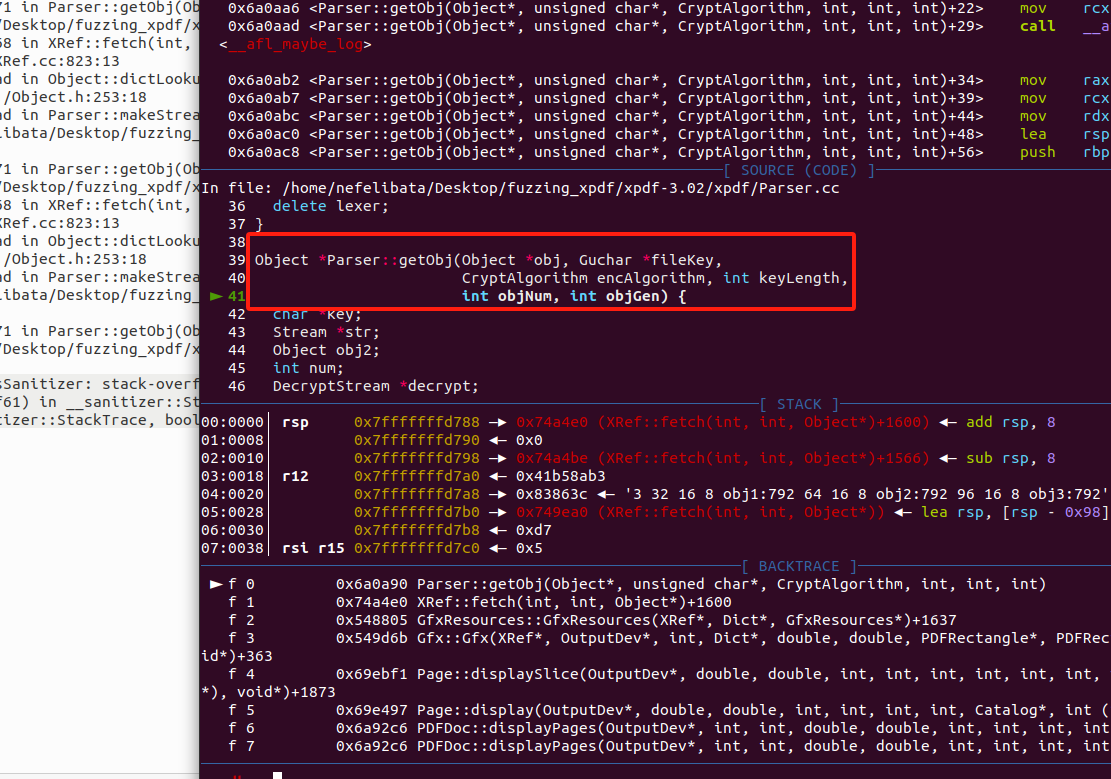 71 in Parser::getObj(Ob
/Desktop/fuzzing_xpdf/x
58 in XRef::fetch(int,
XRef.cc:823:13
ad in Object::dictLooku
/Object.h:253:18
ad in Parser::makeStrea
libata/Desktop/fuzzing_
71 in Parser::getObj(Ob
/Desktop/fuzzing_xpdf/x
58 in XRef::fetch(int,
XRef.cc:823:13
ad in Object::dictLooku
/Object.h:253:18
ad in Parser::makeStrea
libata/Desktop/fuzzing_
71 in Parser::getObj(Ob
/Desktop/fuzzing_xpdf/x
sSanitizer: stack-overf
f61) in __sanitizer::St
tizer::StackTrace, bool
0x6a0aa6 <Parser::getObj(Object*, unsigned char*, CryptAlgorithm, int, int, int)+22> mov rcx
0x6a0aad <Parser::getObj(Object*, unsigned char*, CryptAlgorithm, int, int, int)+29> call __a
<__afl_maybe_log>
0x6a0ab2 <Parser::getObj(Object*, unsigned char*, CryptAlgorithm, int, int, int)+34> mov rax
0x6a0ab7 <Parser::getObj(Object*, unsigned char*, CryptAlgorithm, int, int, int)+39> mov rcx
0x6a0abc <Parser::getObj(Object*, unsigned char*, CryptAlgorithm, int, int, int)+44> mov rdx
0x6a0ac0 <Parser::getObj(Object*, unsigned char*, CryptAlgorithm, int, int, int)+48> lea rsp
0x6a0ac8 <Parser::getObj(Object*, unsigned char*, CryptAlgorithm, int, int, int)+56> push rbp
[ SOURCE (CODE) ]
In file: /home/nefelibata/Desktop/fuzzing_xpdf/xpdf-3.02/xpdf/Parser.cc
36 delete lexer;
37 }
38
39 Object *Parser::getObj(Object *obj, Guchar *fileKey,
40 CryptAlgorithm encAlgorithm, int keyLength,
► 41 int objNum, int objGen) {
42 char *key;
43 Stream *str;
44 Object obj2;
45 int num;
46 DecryptStream *decrypt;
[ STACK ]
00:0000│ rsp 0x7fffffffd788 —▸ 0x74a4e0 (XRef::fetch(int, int, Object*)+1600) ◂— add rsp, 8
01:0008│ 0x7fffffffd790 ◂— 0x0
02:0010│ 0x7fffffffd798 —▸ 0x74a4be (XRef::fetch(int, int, Object*)+1566) ◂— sub rsp, 8
03:0018│ r12 0x7fffffffd7a0 ◂— 0x41b58ab3
04:0020│ 0x7fffffffd7a8 —▸ 0x83863c ◂— '3 32 16 8 obj1:792 64 16 8 obj2:792 96 16 8 obj3:792'
05:0028│ 0x7fffffffd7b0 —▸ 0x749ea0 (XRef::fetch(int, int, Object*)) ◂— lea rsp, [rsp - 0x98]
06:0030│ 0x7fffffffd7b8 ◂— 0xd7
07:0038│ rsi r15 0x7fffffffd7c0 ◂— 0x5
[ BACKTRACE ]
► f 0 0x6a0a90 Parser::getObj(Object*, unsigned char*, CryptAlgorithm, int, int, int)
f 1 0x74a4e0 XRef::fetch(int, int, Object*)+1600
f 2 0x548805 GfxResources::GfxResources(XRef*, Dict*, GfxResources*)+1637
f 3 0x549d6b Gfx::Gfx(XRef*, OutputDev*, int, Dict*, double, double, PDFRectangle*, PDFRec
id*)+363
f 4 0x69ebf1 Page::displaySlice(OutputDev*, double, double, int, int, int, int, int, int,
*), void*)+1873
f 5 0x69e497 Page::display(OutputDev*, double, double, int, int, int, int, Catalog*, int (
f 6 0x6a92c6 PDFDoc::displayPages(OutputDev*, int, int, double, double, int, int, int, int
f 7 0x6a92c6 PDFDoc::displayPages(OutputDev*, int, int, double, double, int, int, int, int